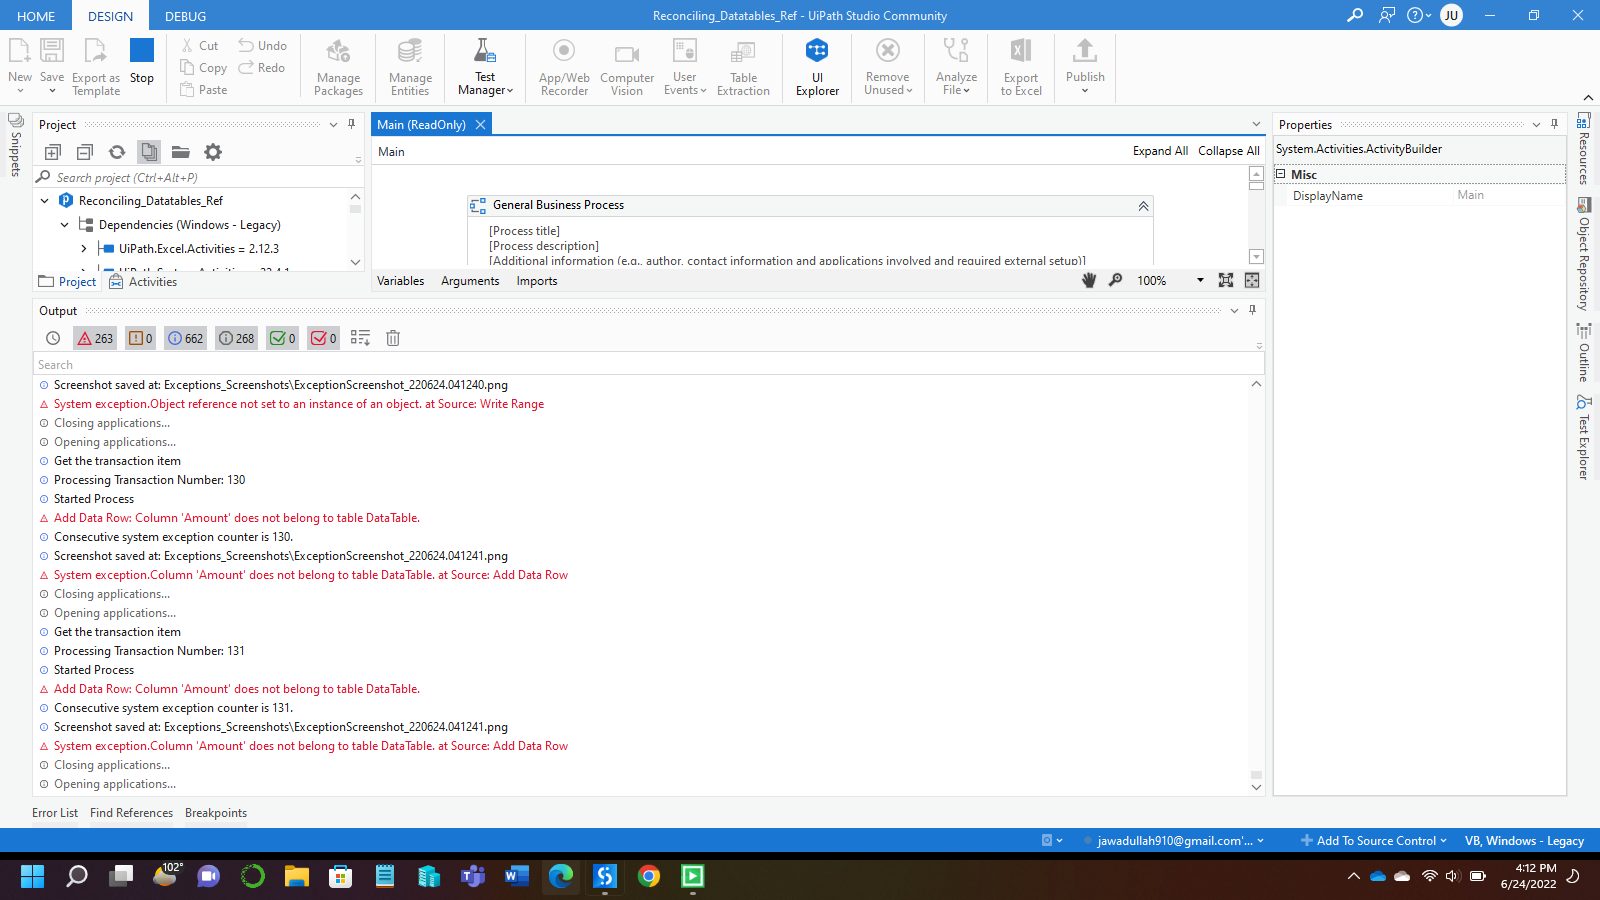 HOME DESIGN DEBUG Reconciling_Datatables_Ref - UiPath Studio Community JU
New Save Export as Template Stop Cut Copy Paste Undo Redo Manage Packages Manage Entities Test Manager App/Web Recorder Computer Vision User Events Table Extraction UI Explorer Remove Unused Analyze File Export to Excel Publish
Snippets
Project
Search project (Ctrl+Alt+P)
Reconciling_Datatables_Ref
Dependencies (Windows - Legacy)
UiPath.Excel.Activities = 2.12.3
Project Activities
Main (ReadOnly)
Main Expand All Collapse All
General Business Process
[Process title]
[Process description]
[Additional information (e.g., author, contact information and applications involved and required external setup)]
Variables Arguments Imports 100%
Properties
System.Activities.ActivityBuilder
Misc
DisplayName Main
Resources
Object Repository
Outline
Test Explorer
Output
263 0 662 268 0 0
Search
Screenshot saved at: Exceptions_Screenshots\ExceptionScreenshot_220624.041240.png
System exception.Object reference not set to an instance of an object. at Source: Write Range
Closing applications...
Opening applications...
Get the transaction item
Processing Transaction Number: 130
Started Process
Add Data Row: Column 'Amount' does not belong to table DataTable.
Consecutive system exception counter is 130.
Screenshot saved at: Exceptions_Screenshots\ExceptionScreenshot_220624.041241.png
System exception.Column 'Amount' does not belong to table DataTable. at Source: Add Data Row
Closing applications...
Opening applications...
Get the transaction item
Processing Transaction Number: 131
Started Process
Add Data Row: Column 'Amount' does not belong to table DataTable.
Consecutive system exception counter is 131.
Screenshot saved at: Exceptions_Screenshots\ExceptionScreenshot_220624.041241.png
System exception.Column 'Amount' does not belong to table DataTable. at Source: Add Data Row
Closing applications...
Opening applications...
Error List Find References Breakpoints
jawadullah910@gmail.com'... Add To Source Control VB, Windows - Legacy
102°
4:12 PM
6/24/2022